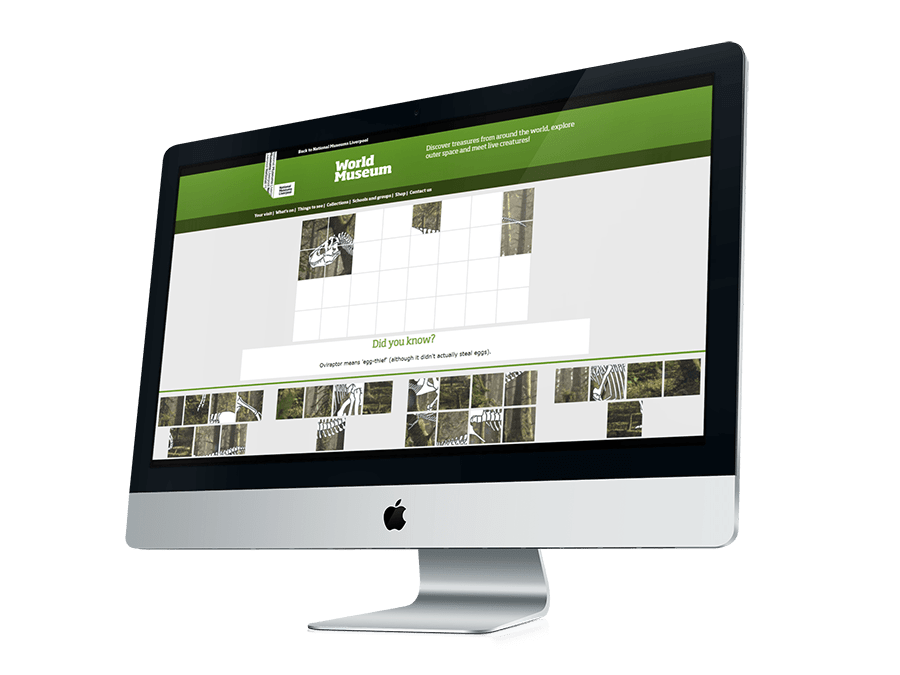 Back to National Museums Liverpool
National
Museums
Liverpool
World
Museum
Discover treasures from around the world, explore
outer space and meet live creatures!
Your visit | What's on | Things to see | Collections | Schools and groups | Shop | Contact us
Did you know?
Oviraptor means 'egg-thief' (although it didn't actually steal eggs).